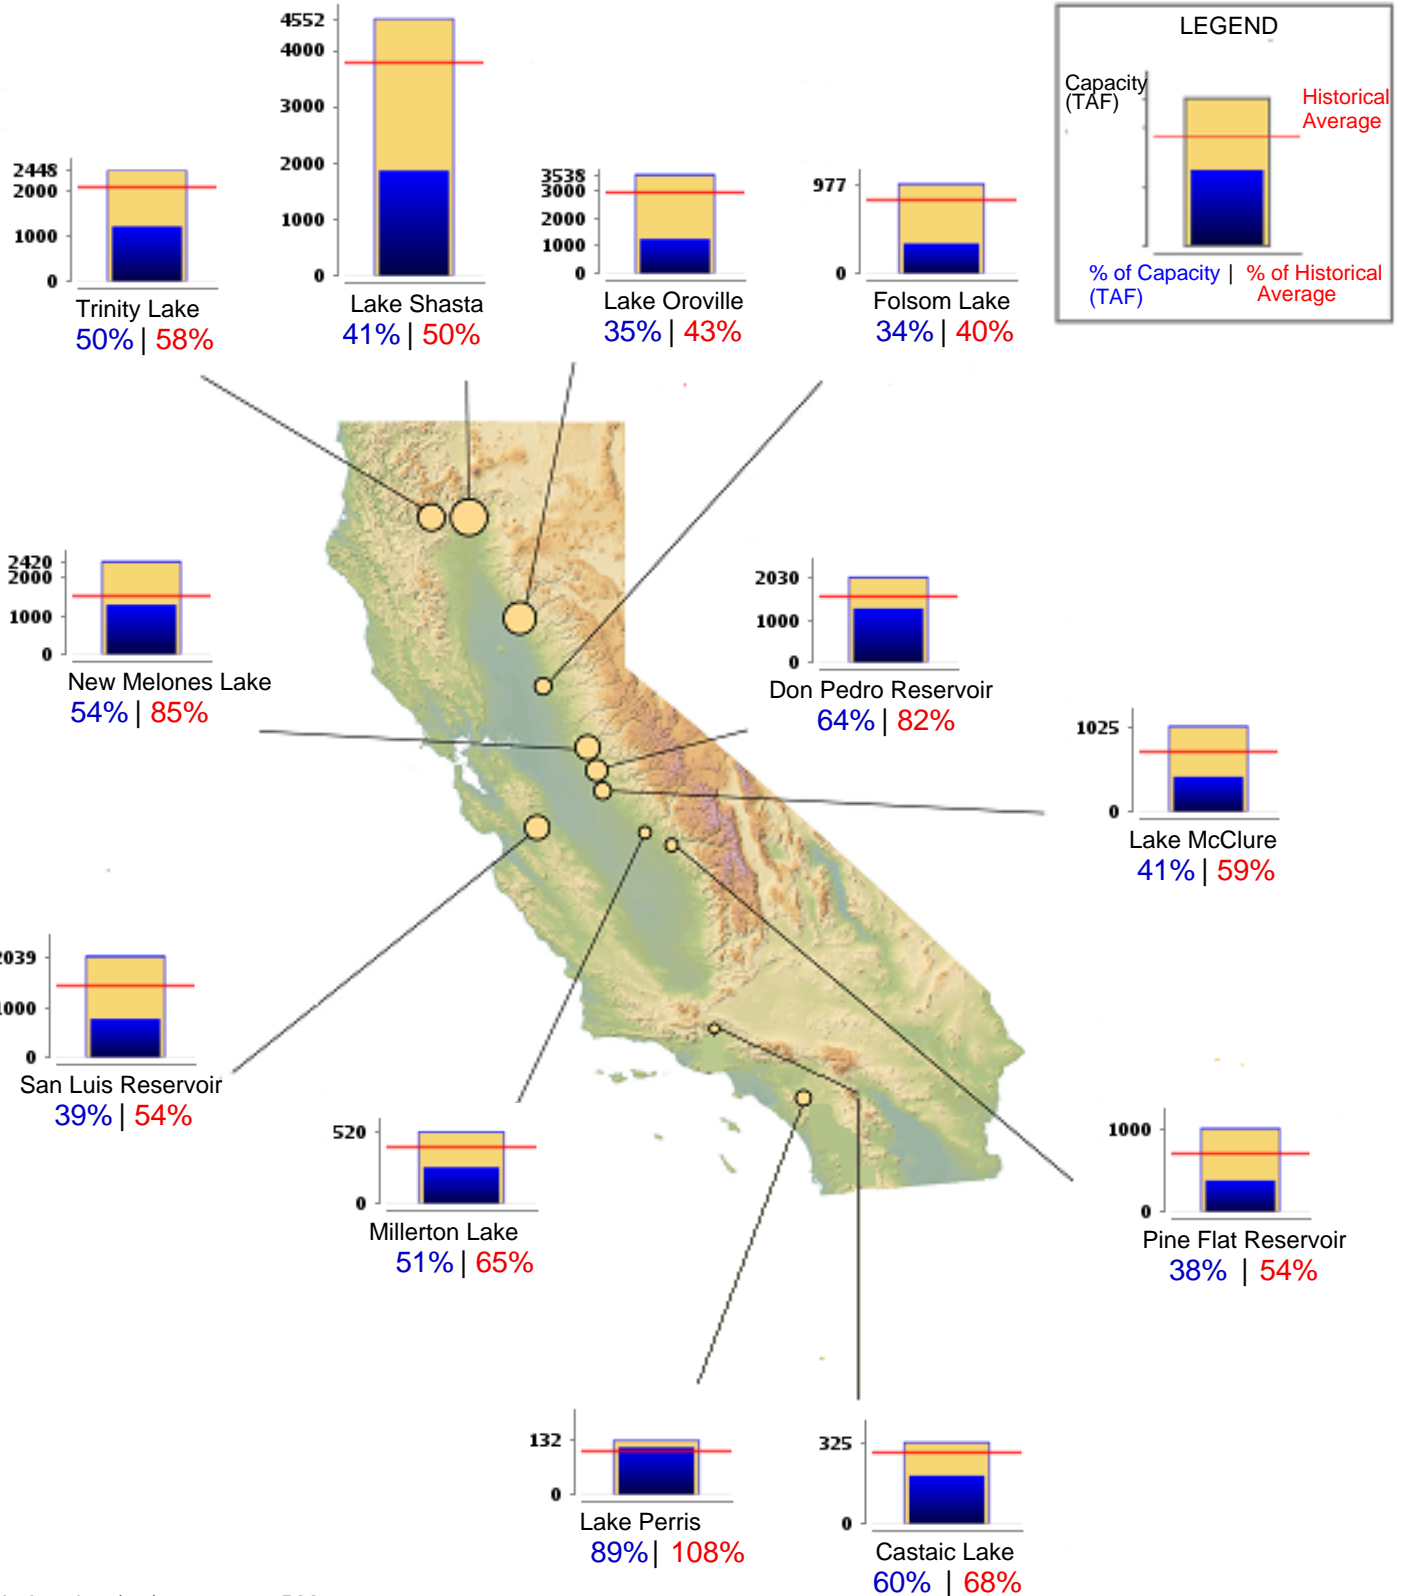 4552
4000
3000
2000
1000
0
Lake Shasta
41% | 50%
2448
2000
1000
0
Trinity Lake
50% | 58%
3538
3000
2000
1000
0
Lake Oroville
35% | 43%
977
0
Folsom Lake
34% | 40%
LEGEND
Capacity
(TAF)
Historical
Average
% of Capacity | % of Historical
(TAF) Average
2420
2000
1000
0
New Melones Lake
54% | 85%
2030
1000
0
Don Pedro Reservoir
64% | 82%
1025
0
Lake McClure
41% | 59%
2039
1000
0
San Luis Reservoir
39% | 54%
520
0
Millerton Lake
51% | 65%
1000
0
Pine Flat Reservoir
38% | 54%
132
0
Lake Perris
89% | 108%
325
0
Castaic Lake
60% | 68%